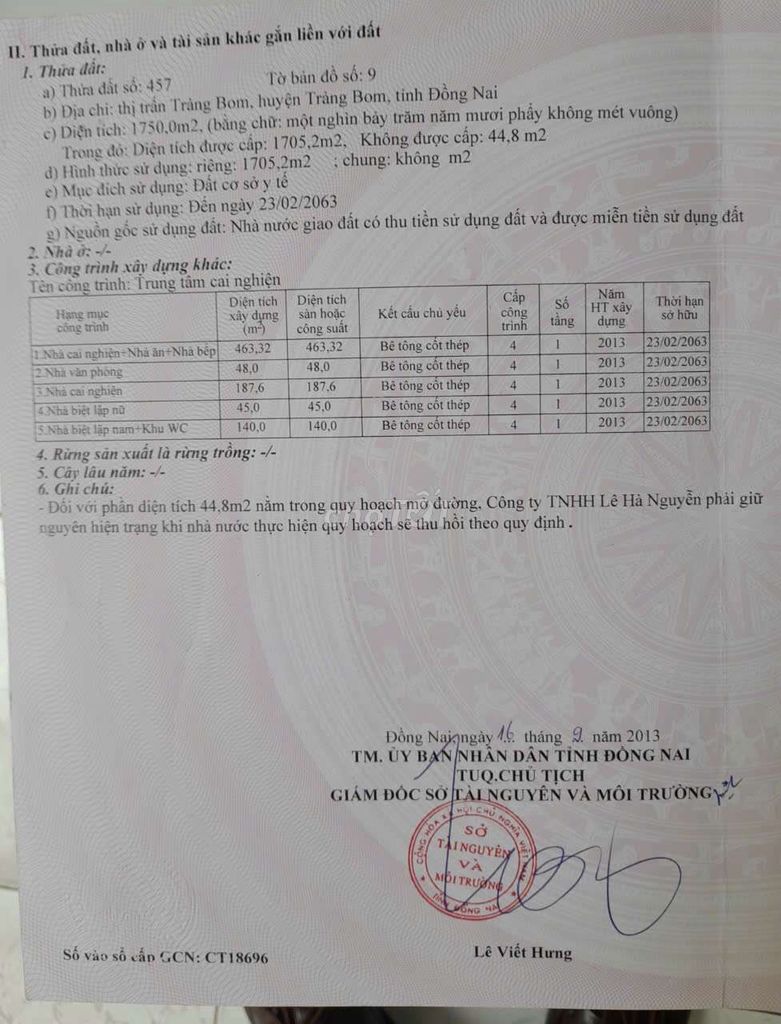 II. Thửa đất, nhà ở và tài sản khác gắn liền với đất
1. Thửa đất:
a) Thửa đất số: 457 Tờ bản đồ số: 9
b) Địa chỉ: thị trấn Trảng Bom, huyện Trảng Bom, tỉnh Đồng Nai
c) Diện tích: 1750,0m2, (bằng chữ: một nghìn bảy trăm năm mươi phẩy không mét vuông)
Trong đó: Diện tích được cấp: 1705,2m2, Không được cấp: 44,8 m2
d) Hình thức sử dụng: riêng: 1705,2m2 ; chung: không m2
e) Mục đích sử dụng: Đất cơ sở y tế
f) Thời hạn sử dụng: Đến ngày 23/02/2063
g) Nguồn gốc sử dụng đất: Nhà nước giao đất có thu tiền sử dụng đất và được miễn tiền sử dụng đất
2. Nhà ở: -/-
3. Công trình xây dựng khác:
Tên công trình: Trung tâm cai nghiện
Hạng mục công trình Diện tích xây dựng (m²) Diện tích sàn hoặc công suất Kết cấu chủ yếu Cấp công trình Số tầng Năm HT xây dựng Thời hạn sở hữu
1.Nhà cai nghiện+Nhà ăn+Nhà bếp 463,32 463,32 Bê tông cốt thép 4 1 2013 23/02/2063
2.Nhà văn phòng 48,0 48,0 Bê tông cốt thép 4 1 2013 23/02/2063
3.Nhà cai nghiện 187,6 187,6 Bê tông cốt thép 4 1 2013 23/02/2063
4.Nhà biệt lập nữ 45,0 45,0 Bê tông cốt thép 4 1 2013 23/02/2063
5.Nhà biệt lập nam+Khu WC 140,0 140,0 Bê tông cốt thép 4 1 2013 23/02/2063
4. Rừng sản xuất là rừng trồng: -/-
5. Cây lâu năm: -/-
6. Ghi chú:
- Đối với phần diện tích 44,8m2 nằm trong quy hoạch mở đường, Công ty TNHH Lê Hà Nguyễn phải giữ
nguyên hiện trạng khi nhà nước thực hiện quy hoạch sẽ thu hồi theo quy định .
Đồng Nai, ngày 16 tháng 9 năm 2013
TM. ỦY BAN NHÂN DÂN TỈNH ĐỒNG NAI
TUQ.CHỦ TỊCH
GIÁM ĐỐC SỞ TÀI NGUYÊN VÀ MÔI TRƯỜNG
CỘNG HÒA XÃ HỘI CHỦ NGHĨA VIỆT NAM
SỞ
TÀI NGUYÊN
VÀ
MÔI TRƯỜNG
TỈNH ĐỒNG NAI
Số vào sổ cấp GCN: CT18696
Lê Viết Hưng